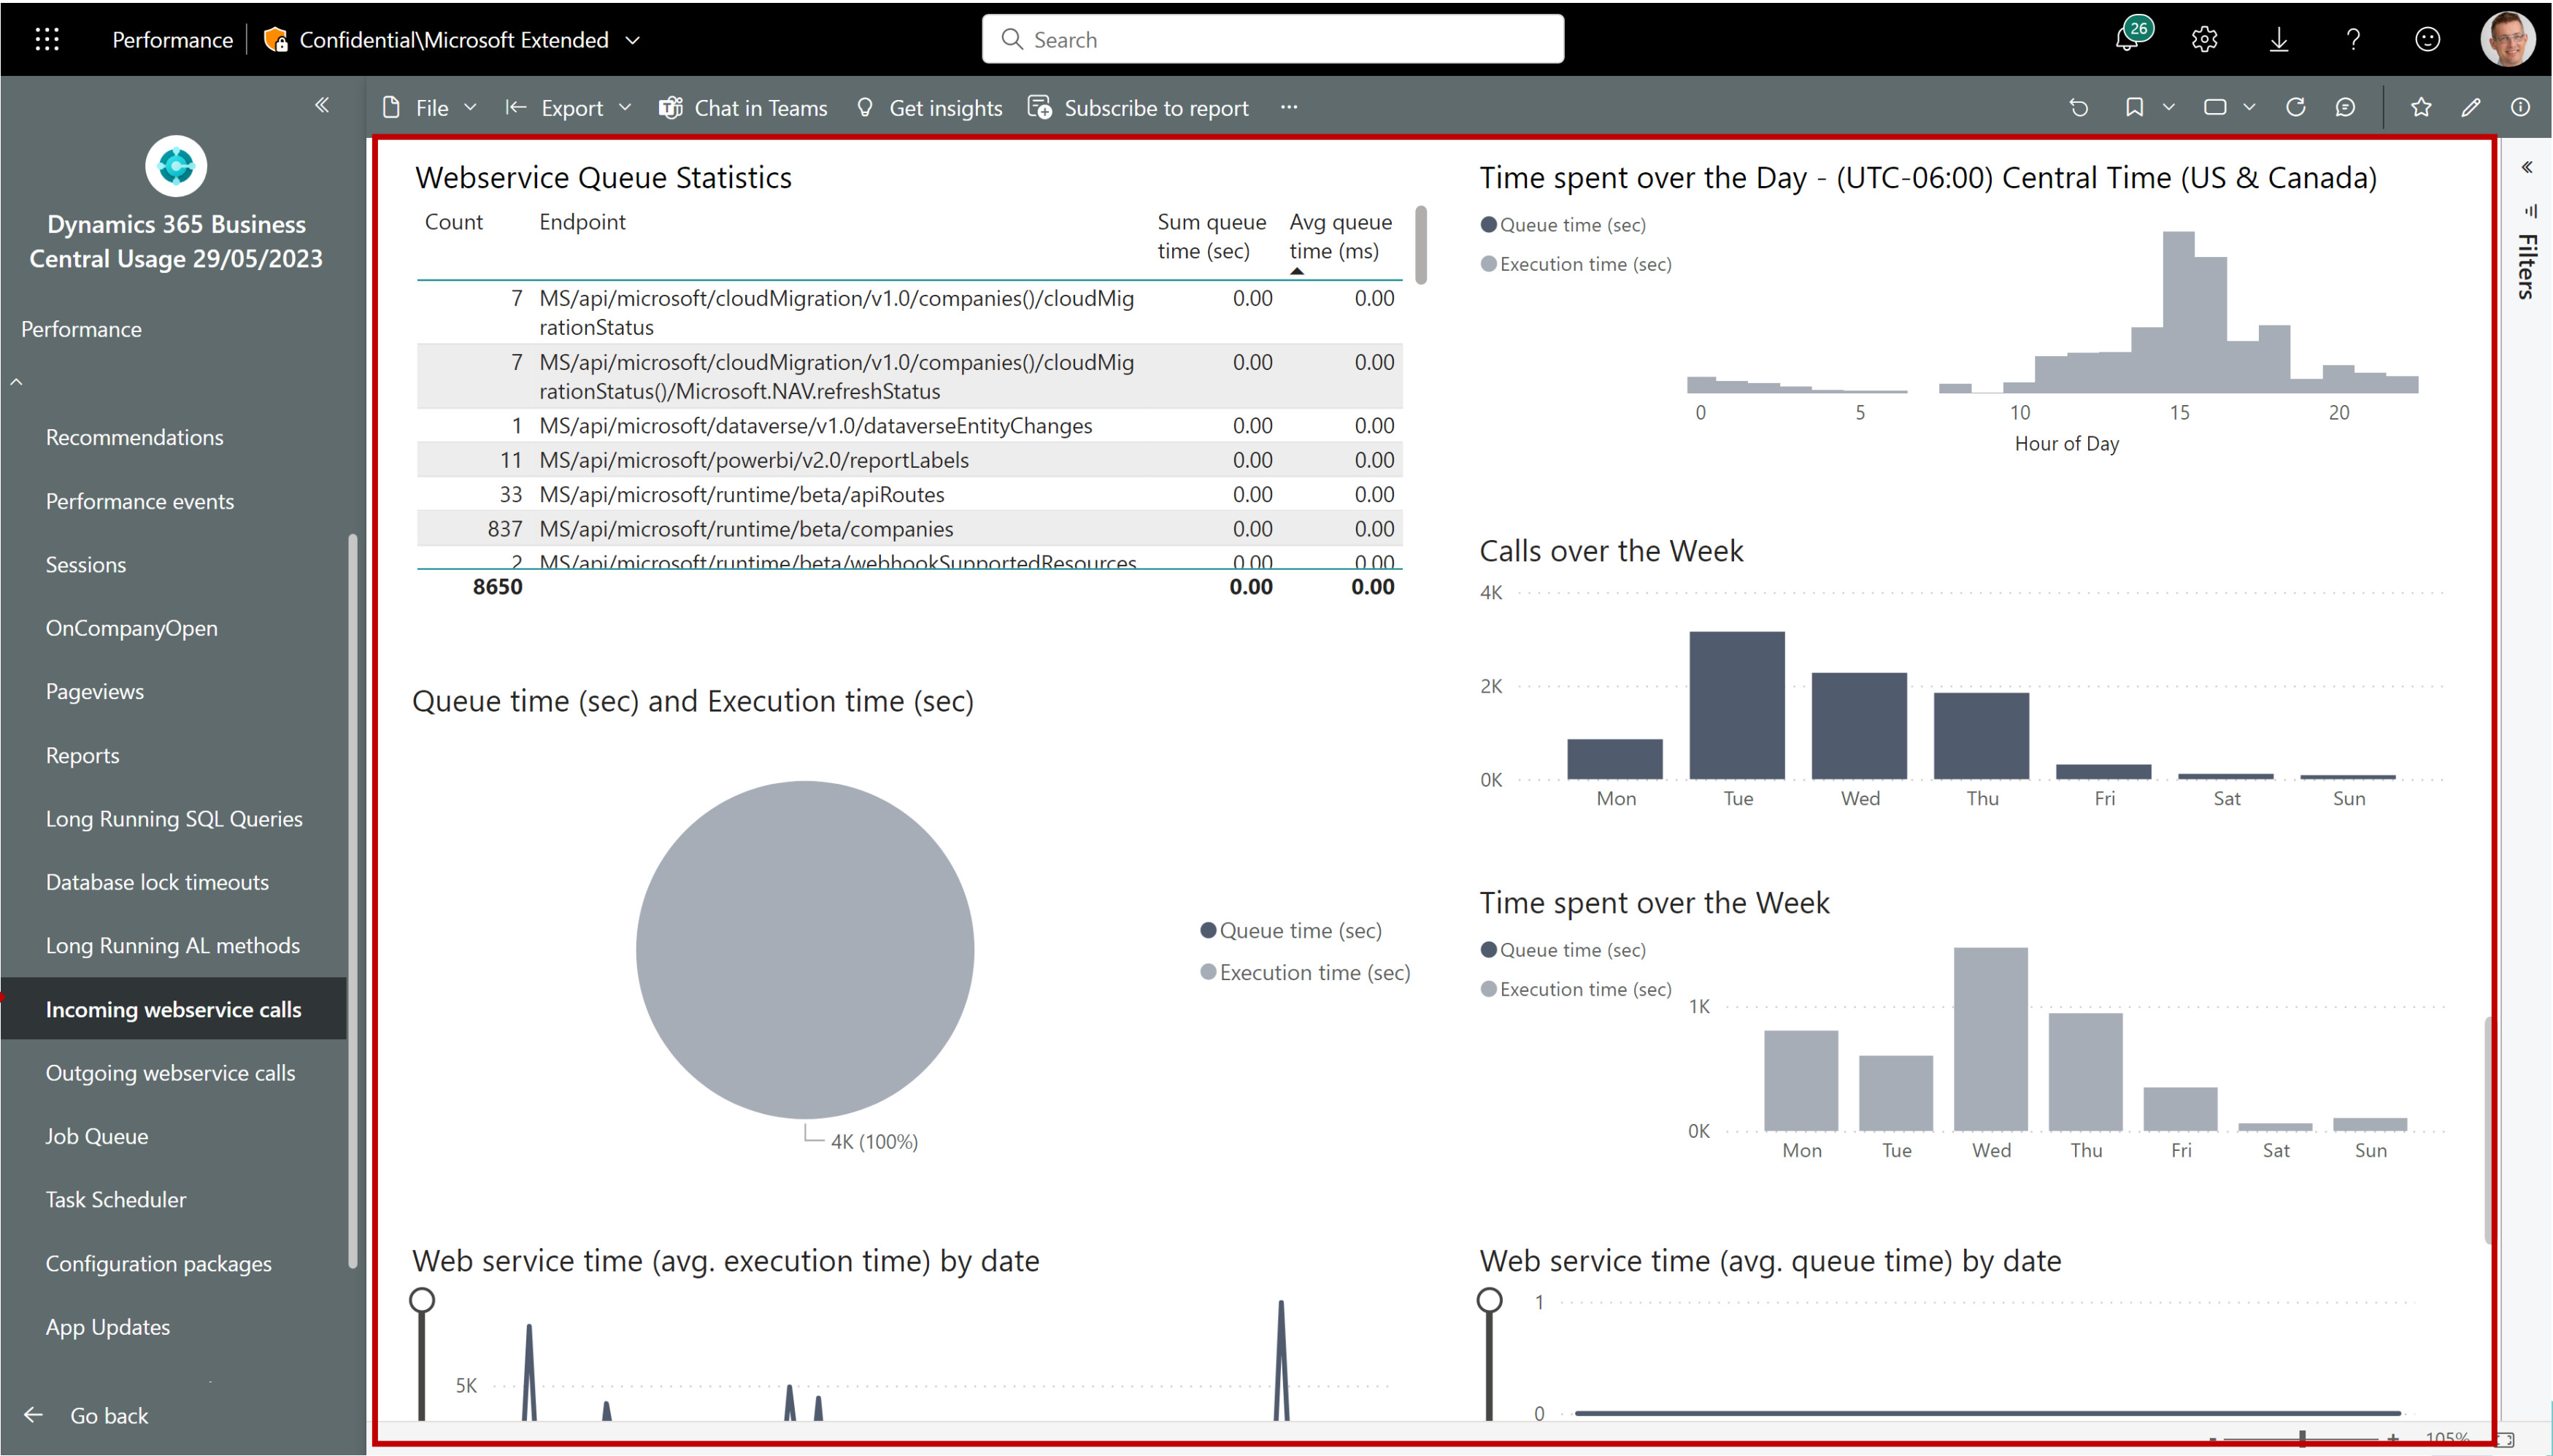 Performance
Confidential\Microsoft Extended
Search
26
File
Export
Chat in Teams
Get insights
Subscribe to report
Dynamics 365 Business
Central Usage 29/05/2023
Performance
Recommendations
Performance events
Sessions
OnCompanyOpen
Pageviews
Reports
Long Running SQL Queries
Database lock timeouts
Long Running AL methods
Incoming webservice calls
Outgoing webservice calls
Job Queue
Task Scheduler
Configuration packages
App Updates
Go back
Webservice Queue Statistics
Count Endpoint Sum queue time (sec) Avg queue time (ms)
7 MS/api/microsoft/cloudMigration/v1.0/companies()/cloudMig 0.00 0.00
rationStatus
7 MS/api/microsoft/cloudMigration/v1.0/companies()/cloudMig 0.00 0.00
rationStatus()/Microsoft.NAV.refreshStatus
1 MS/api/microsoft/dataverse/v1.0/dataverseEntityChanges 0.00 0.00
11 MS/api/microsoft/powerbi/v2.0/reportLabels 0.00 0.00
33 MS/api/microsoft/runtime/beta/apiRoutes 0.00 0.00
837 MS/api/microsoft/runtime/beta/companies 0.00 0.00
2 MS/api/microsoft/runtime/beta/webhookSupportedResources 0.00 0.00
8650 0.00 0.00
Queue time (sec) and Execution time (sec)
Queue time (sec)
Execution time (sec)
4K (100%)
Web service time (avg. execution time) by date
5K
Time spent over the Day - (UTC-06:00) Central Time (US & Canada)
Queue time (sec)
Execution time (sec)
0 5 10 15 20
Hour of Day
Calls over the Week
4K
2K
0K
Mon Tue Wed Thu Fri Sat Sun
Time spent over the Week
Queue time (sec)
Execution time (sec)
1K
0K
Mon Tue Wed Thu Fri Sat Sun
Web service time (avg. queue time) by date
1
0
Filters
105%